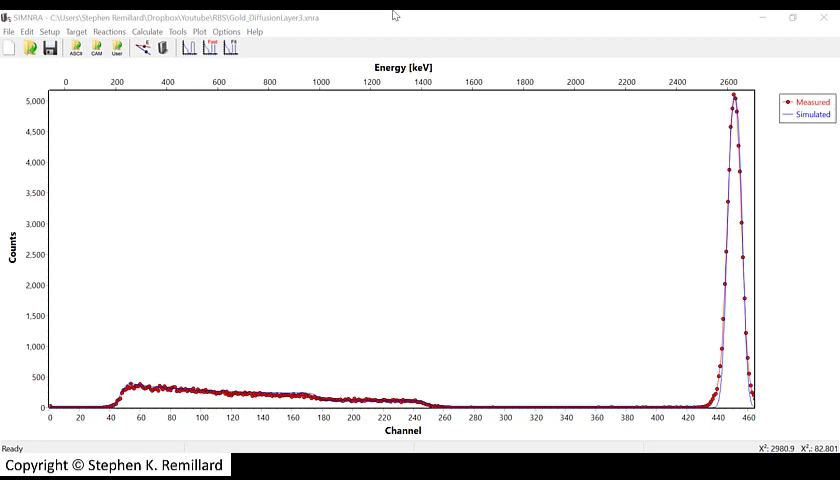 SIMNRA - C:\Users\Stephen Remillard\Dropbox\Youtube\RBS\Gold_DiffusionLayer3.xnra
File Edit Setup Target Reactions Calculate Tools Plot Options Help
ASCII CAM User E Fast Fit
Energy [keV]
0 200 400 600 800 1000 1200 1400 1600 1800 2000 2200 2400 2600
Measured
Simulated
5,000
4,500
4,000
3,500
3,000
2,500
2,000
1,500
1,000
500
0
Counts
0 20 40 60 80 100 120 140 160 180 200 220 240 260 280 300 320 340 360 380 400 420 440 460
Channel
Ready X²: 2980.9 X²: 82.801
Copyright © Stephen K. Remillard